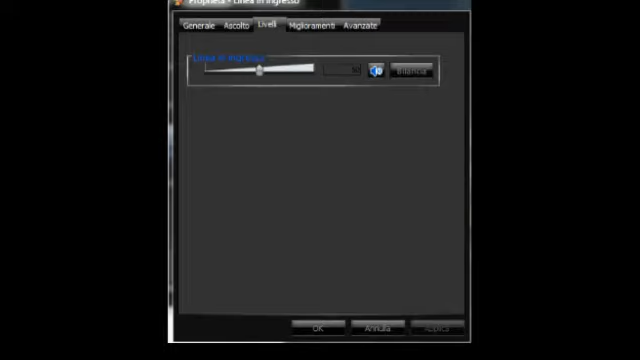 Proprietà - Linea in ingresso
Generale Ascolto Livelli Miglioramenti Avanzate
Linea in ingresso
Bilancia
OK Annulla Applica